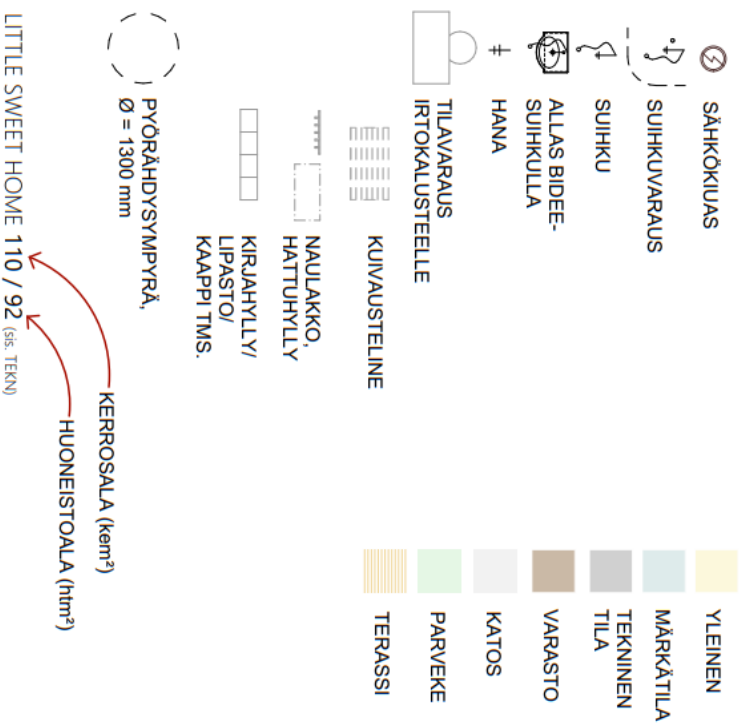 SÄHKÖKIUAS
SUIHKUVARAUS
SUIHKU
ALLAS BIDEE-
SUIHKULLA
HANA
TILAVARAUS
IRTOKALUSTEELLE
KUIVAUSTELINE
NAULAKKO,
HATTUHYLLY
KIRJAHYLLY/
LIPASTO/
KAAPPI TMS.
PYÖRÄHDYSYMPYRÄ,
Ø = 1300 mm
YLEINEN
MÄRKÄTILA
TEKNINEN
TILA
VARASTO
KATOS
PARVEKE
TERASSI
KERROSALA (kem²)
HUONEISTOALA (htm²)
LITTLE SWEET HOME 110 / 92 (sis. TEKN)